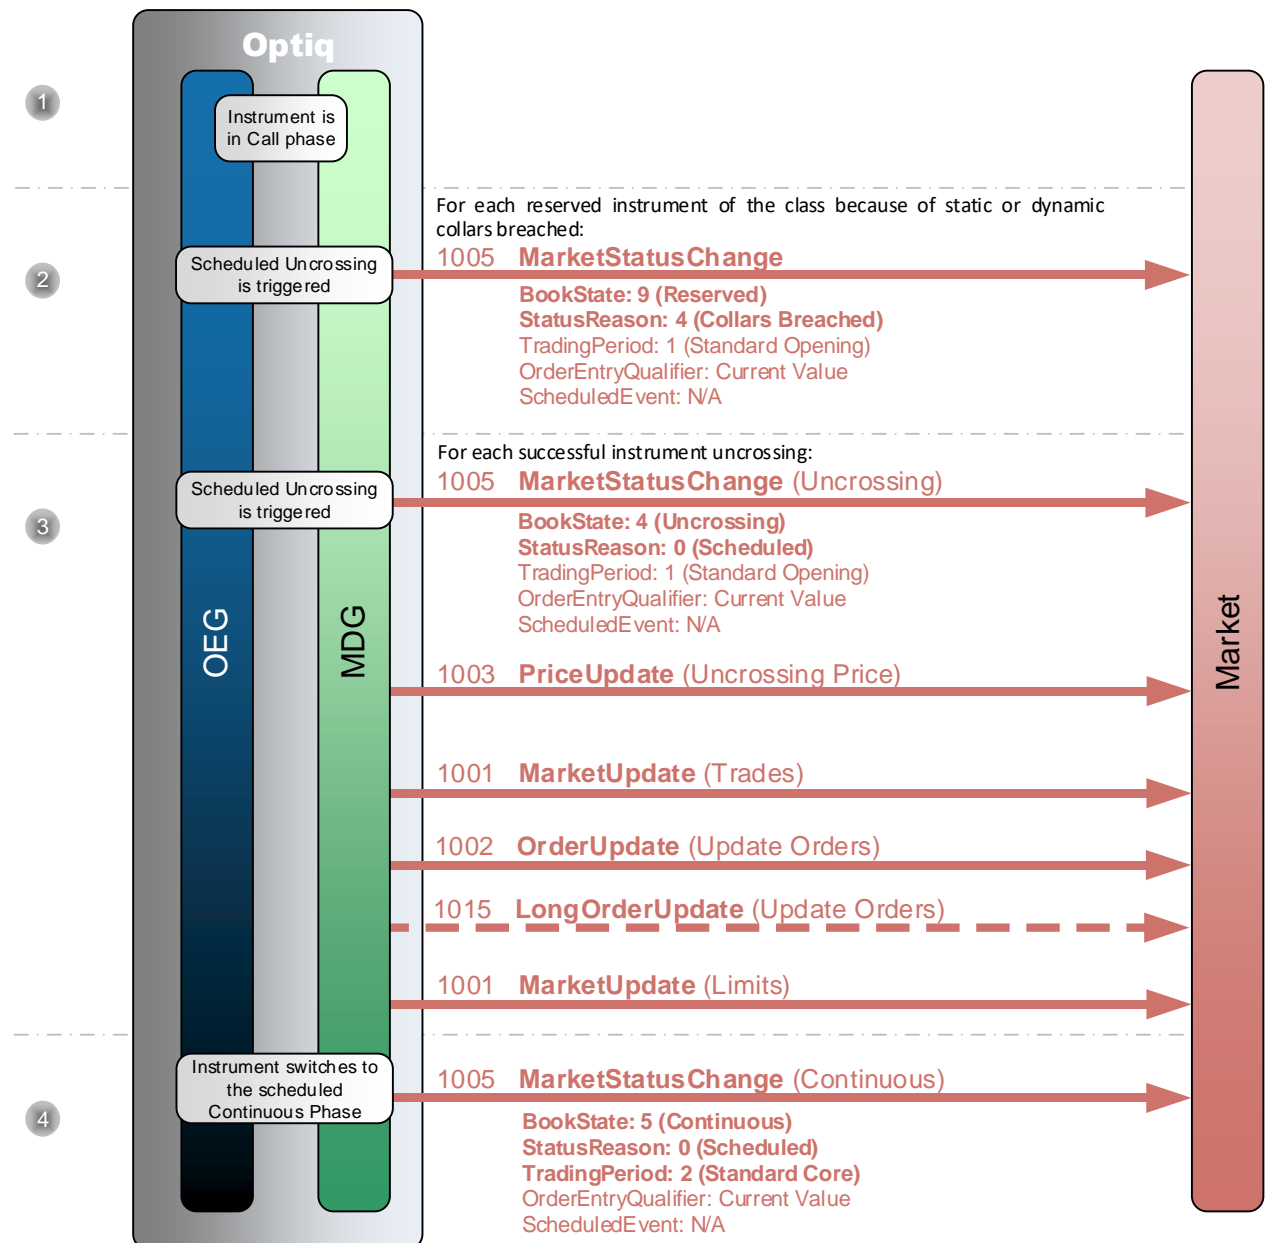 Optiq
1
Instrument is
in Call phase
For each reserved instrument of the class because of static or dynamic
collars breached:
2
Scheduled Uncrossing
is triggered
1005 MarketStatusChange
BookState: 9 (Reserved)
StatusReason: 4 (Collars Breached)
TradingPeriod: 1 (Standard Opening)
OrderEntryQualifier: Current Value
ScheduledEvent: N/A
For each successful instrument uncrossing:
3
Scheduled Uncrossing
is triggered
1005 MarketStatusChange (Uncrossing)
BookState: 4 (Uncrossing)
StatusReason: 0 (Scheduled)
TradingPeriod: 1 (Standard Opening)
OrderEntryQualifier: Current Value
ScheduledEvent: N/A
OEG
MDG
Market
1003 PriceUpdate (Uncrossing Price)
1001 MarketUpdate (Trades)
1002 OrderUpdate (Update Orders)
1015 LongOrderUpdate (Update Orders)
1001 MarketUpdate (Limits)
4
Instrument switches to
the scheduled
Continuous Phase
1005 MarketStatusChange (Continuous)
BookState: 5 (Continuous)
StatusReason: 0 (Scheduled)
TradingPeriod: 2 (Standard Core)
OrderEntryQualifier: Current Value
ScheduledEvent: N/A